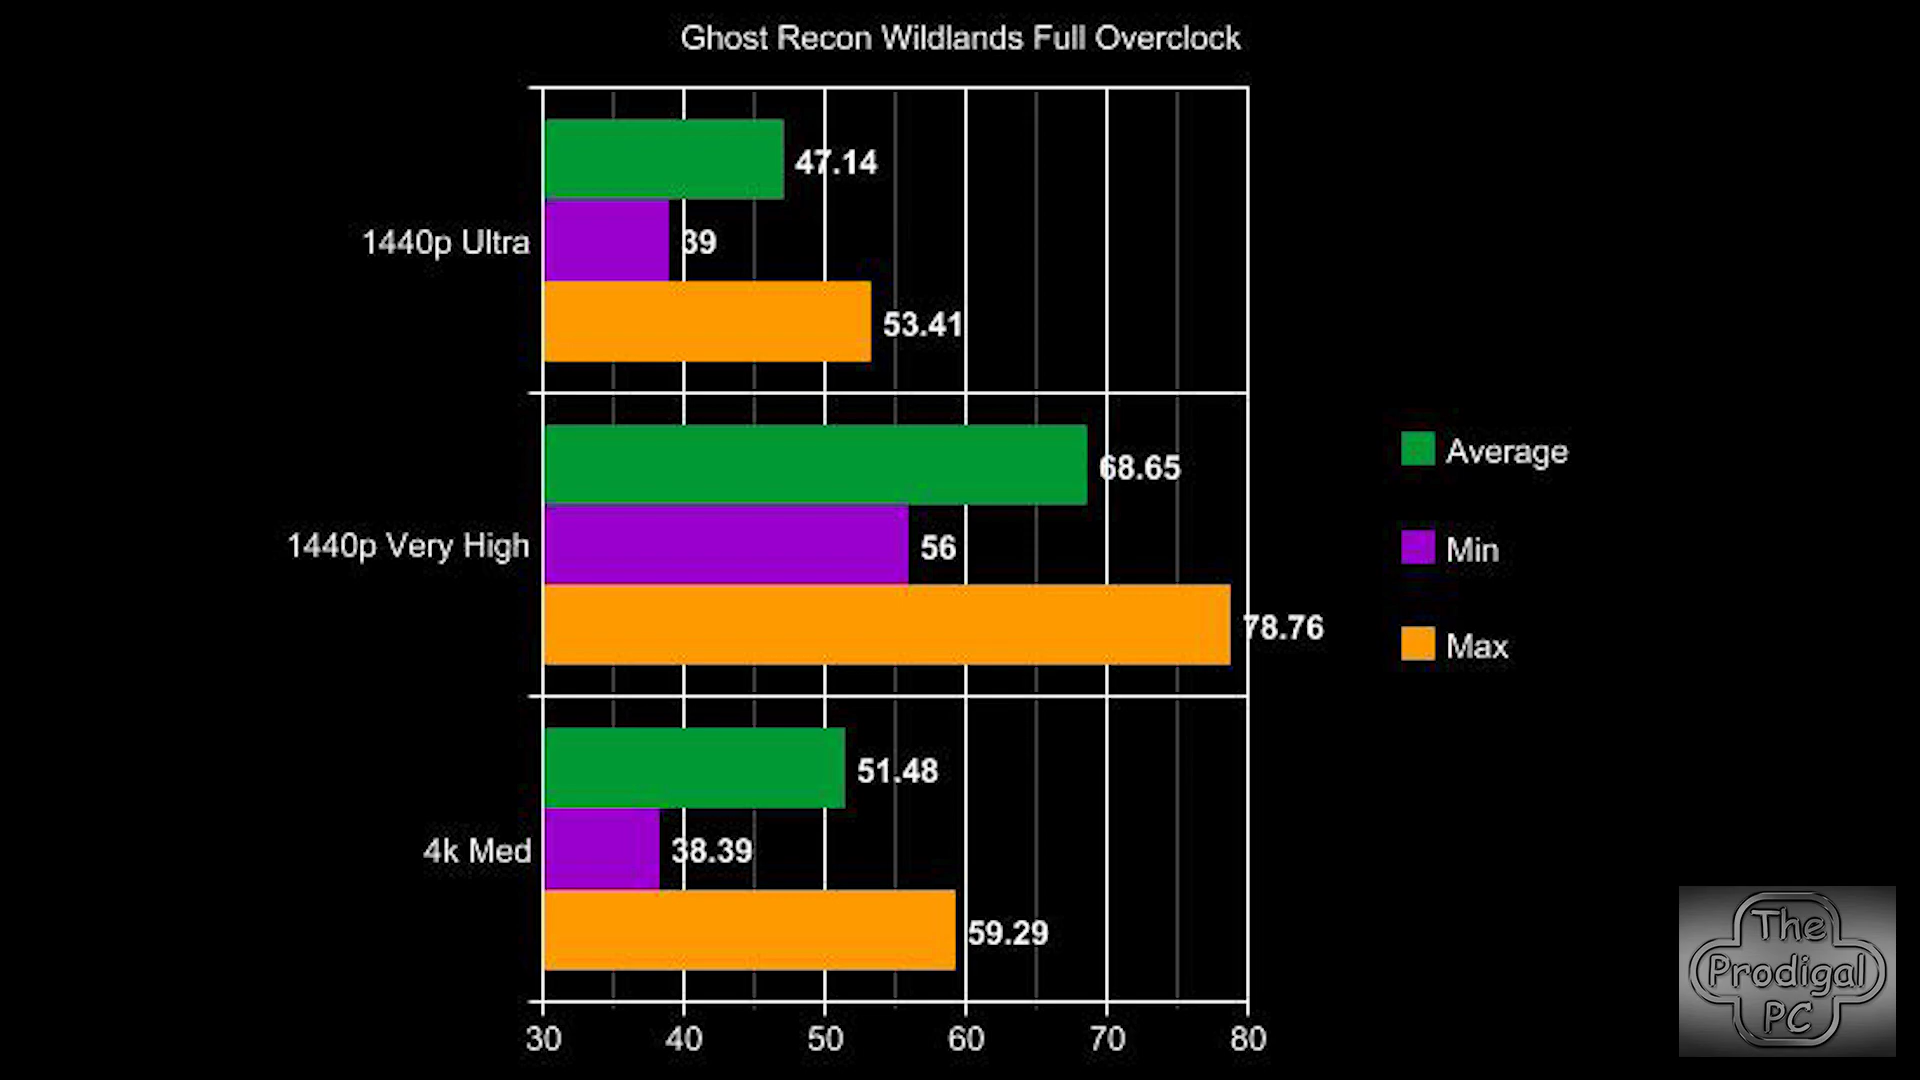 Ghost Recon Wildlands Full Overclock
1440p Ultra
47.14
39
53.41
1440p Very High
68.65
56
78.76
4k Med
51.48
38.39
59.29
30 40 50 60 70 80
Average
Min
Max
The
Prodigal
PC